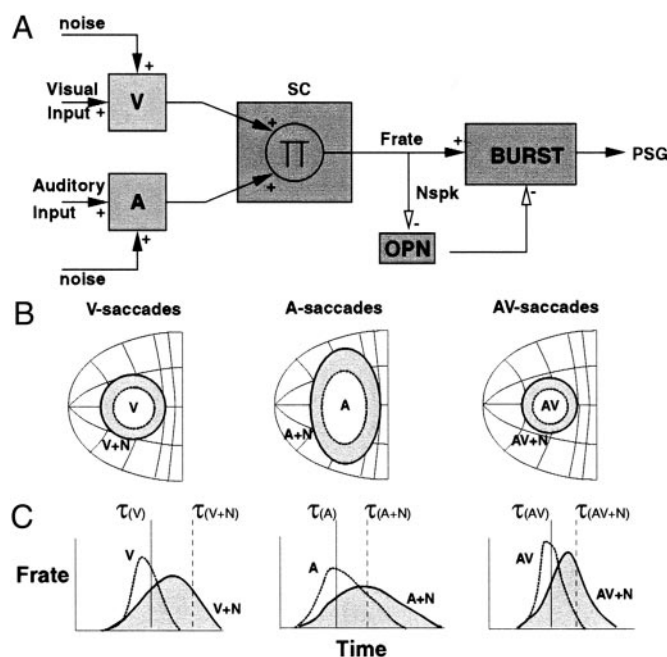 A
noise
+
Visual
Input +
V
SC
+
∏
+
Frate
+
BURST
PSG
Auditory
Input +
A
+
noise
Nspk
-
OPN
-
B
V-saccades
A-saccades
AV-saccades
V
V+N
A
A+N
AV
AV+N
C
τ(V)
τ(V+N)
τ(A)
τ(A+N)
τ(AV)
τ(AV+N)
Frate
V
V+N
A
A+N
AV
AV+N
Time